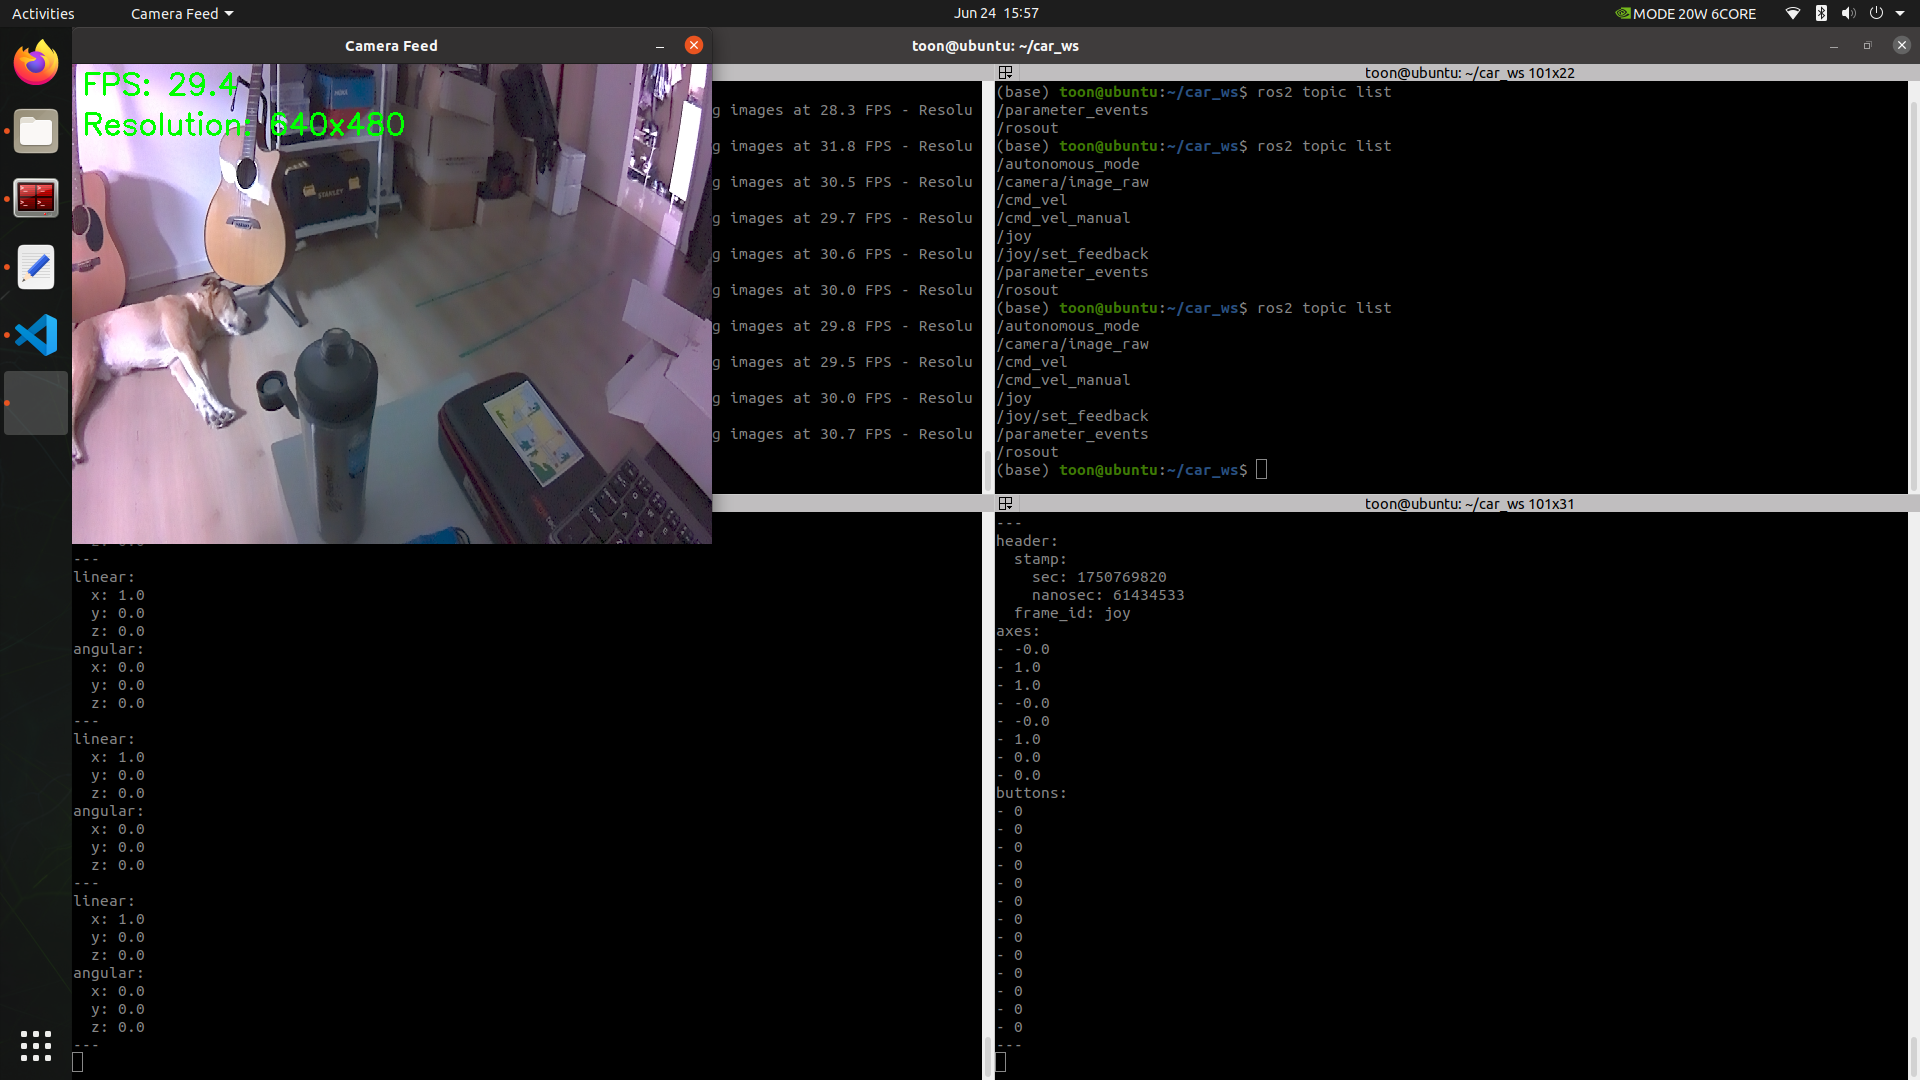 Activities
Camera Feed
Jun 24 15:57
MODE 20W 6CORE
Camera Feed
toon@ubuntu: ~/car_ws
FPS: 29.4
Resolution: 640x480
STANLEY
g images at 28.3 FPS - Resolu
g images at 31.8 FPS - Resolu
g images at 30.5 FPS - Resolu
g images at 29.7 FPS - Resolu
g images at 30.6 FPS - Resolu
g images at 30.0 FPS - Resolu
g images at 29.8 FPS - Resolu
g images at 29.5 FPS - Resolu
g images at 30.0 FPS - Resolu
g images at 30.7 FPS - Resolu
toon@ubuntu: ~/car_ws 101x22
(base) toon@ubuntu:~/car_ws$ ros2 topic list
/parameter_events
/rosout
(base) toon@ubuntu:~/car_ws$ ros2 topic list
/autonomous_mode
/camera/image_raw
/cmd_vel
/cmd_vel_manual
/joy
/joy/set_feedback
/parameter_events
/rosout
(base) toon@ubuntu:~/car_ws$ ros2 topic list
/autonomous_mode
/camera/image_raw
/cmd_vel
/cmd_vel_manual
/joy
/joy/set_feedback
/parameter_events
/rosout
(base) toon@ubuntu:~/car_ws$
---
linear:
x: 1.0
y: 0.0
z: 0.0
angular:
x: 0.0
y: 0.0
z: 0.0
---
linear:
x: 1.0
y: 0.0
z: 0.0
angular:
x: 0.0
y: 0.0
z: 0.0
---
linear:
x: 1.0
y: 0.0
z: 0.0
angular:
x: 0.0
y: 0.0
z: 0.0
---
toon@ubuntu: ~/car_ws 101x31
---
header:
stamp:
sec: 1750769820
nanosec: 61434533
frame_id: joy
axes:
- -0.0
- 1.0
- 1.0
- -0.0
- -0.0
- 1.0
- 0.0
- 0.0
buttons:
- 0
- 0
- 0
- 0
- 0
- 0
- 0
- 0
- 0
- 0
- 0
- 0
- 0
---